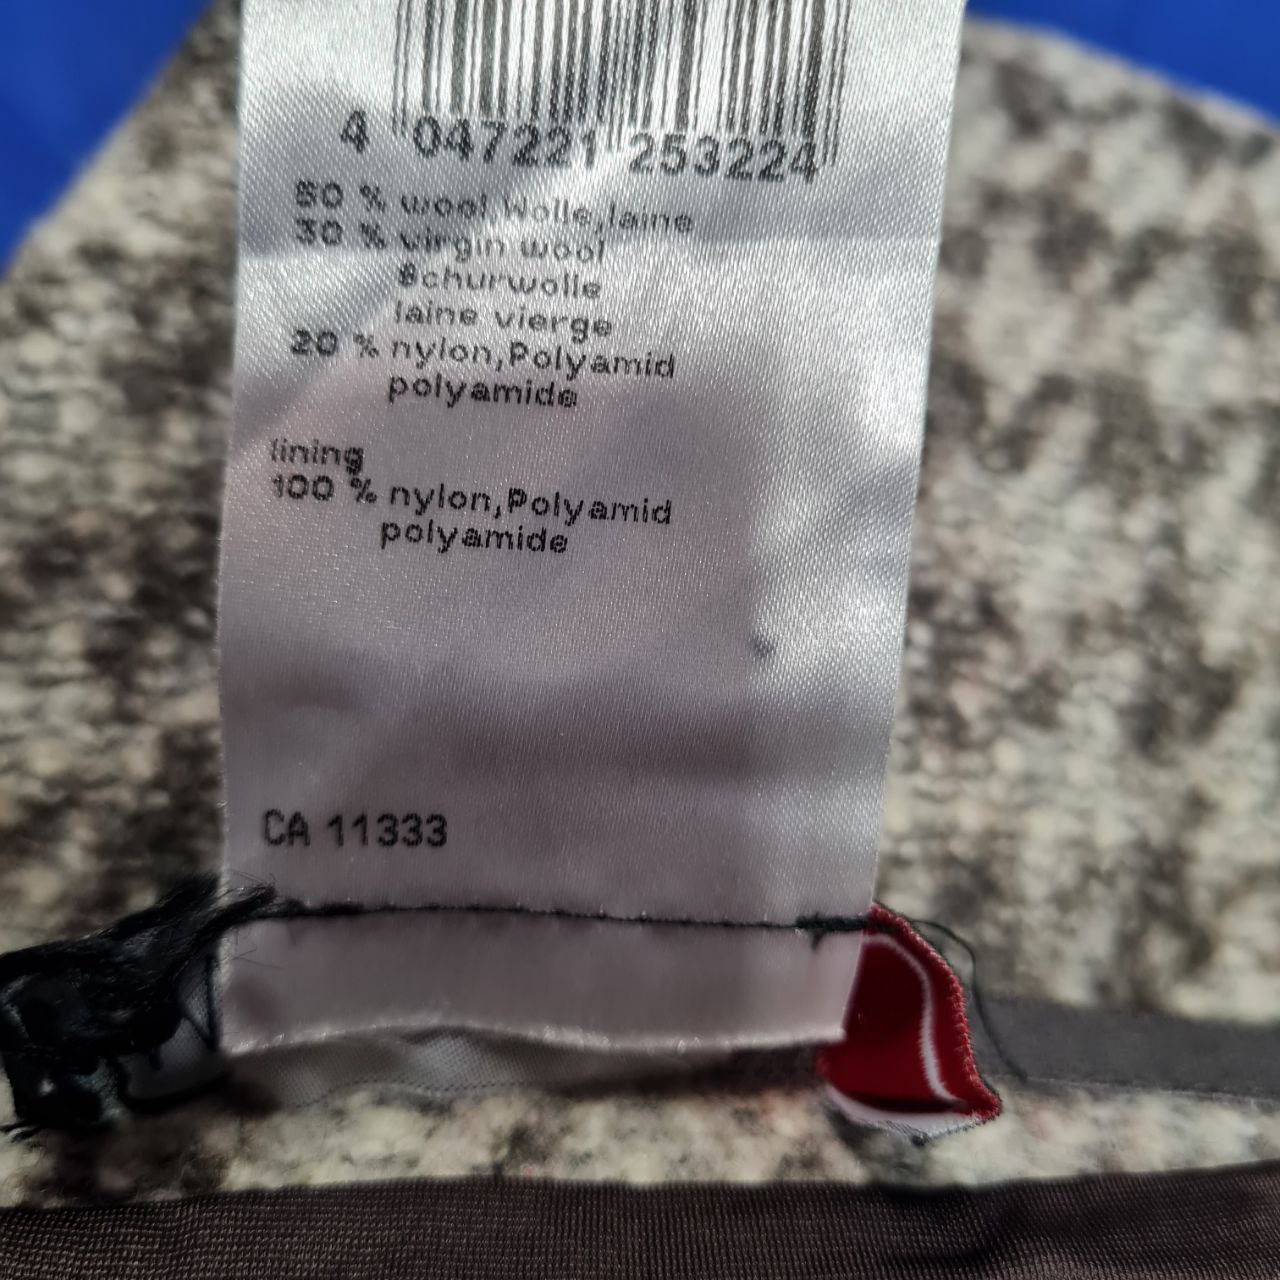 4 047221 253224
50 % wool,Wolle,laine
30 % virgin wool
Schurwolle
laine vierge
20 % nylon,Polyamid
polyamide
lining
100 % nylon,Polyamid
polyamide
CA 11333